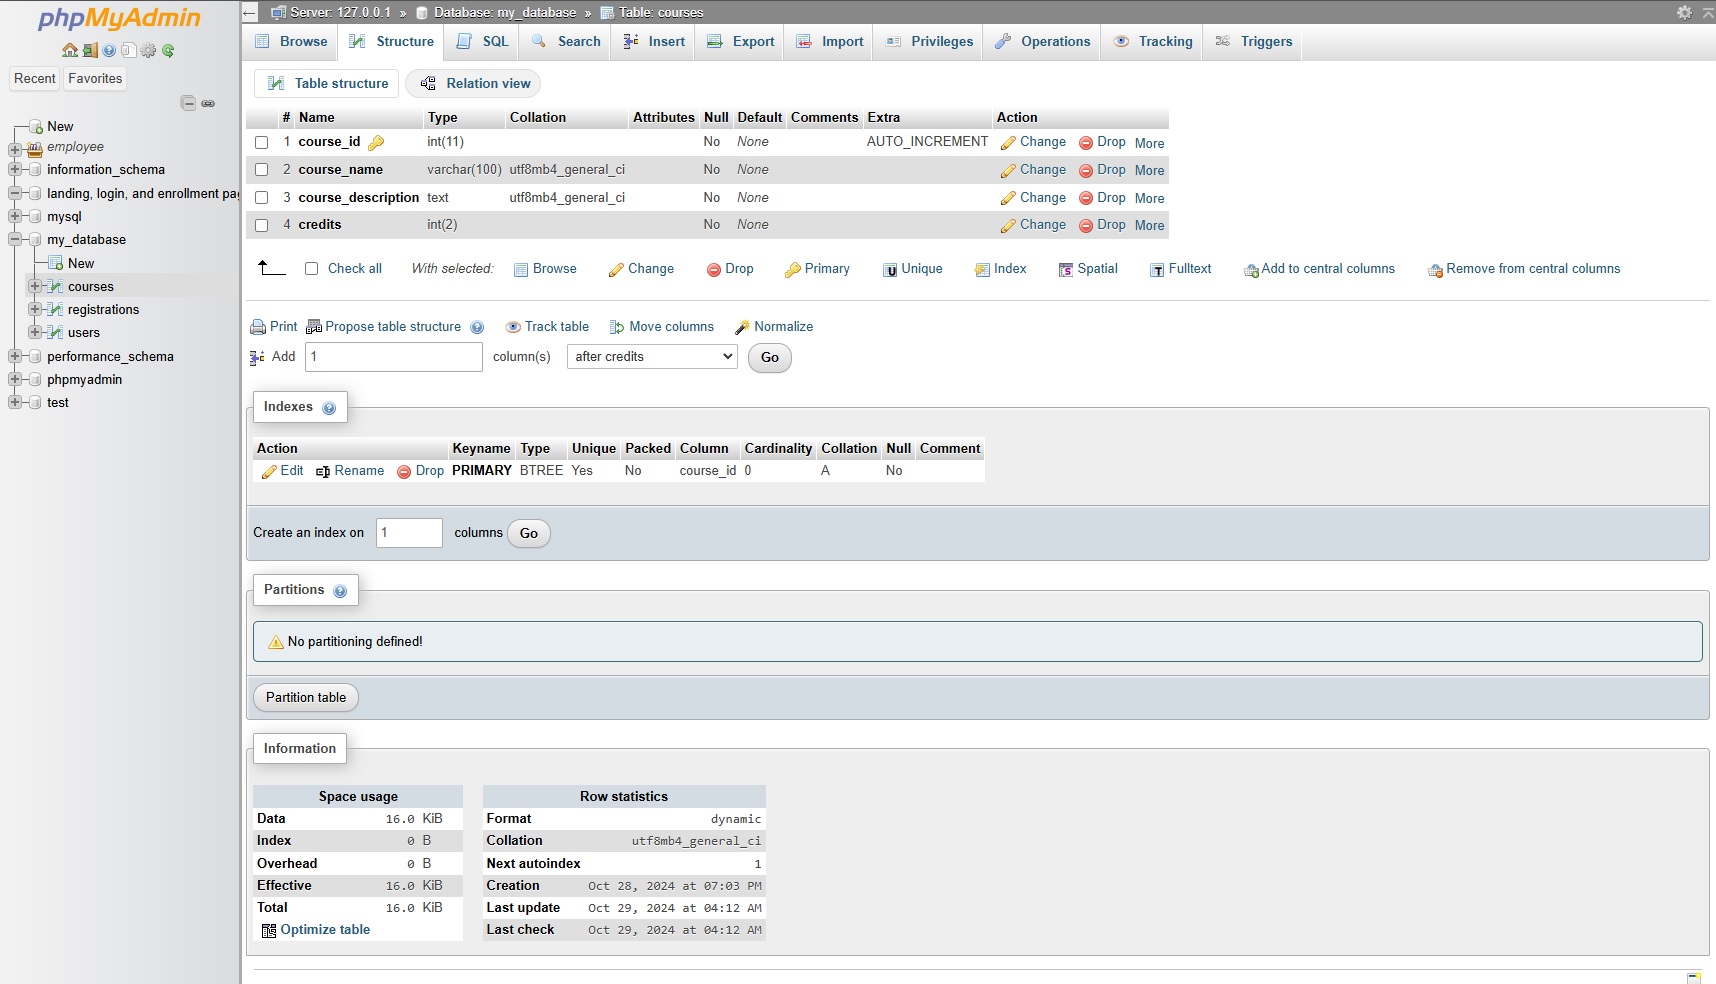 phpMyAdmin
Recent Favorites
New
employee
information_schema
landing, login, and enrollment pa
mysql
my_database
New
courses
registrations
users
performance_schema
phpmyadmin
test
Server: 127.0.0.1 » Database: my_database » Table: courses
Browse Structure SQL Search Insert Export Import Privileges Operations Tracking Triggers
Table structure Relation view
# Name Type Collation Attributes Null Default Comments Extra Action
1 course_id int(11) No None AUTO_INCREMENT Change Drop More
2 course_name varchar(100) utf8mb4_general_ci No None Change Drop More
3 course_description text utf8mb4_general_ci No None Change Drop More
4 credits int(2) No None Change Drop More
Check all With selected: Browse Change Drop Primary Unique Index Spatial Fulltext Add to central columns Remove from central columns
Print Propose table structure Track table Move columns Normalize
Add 1 column(s) after credits Go
Indexes
Action Keyname Type Unique Packed Column Cardinality Collation Null Comment
Edit Rename Drop PRIMARY BTREE Yes No course_id 0 A No
Create an index on 1 columns Go
Partitions
No partitioning defined!
Partition table
Information
Space usage
Data 16.0 KiB
Index 0 B
Overhead 0 B
Effective 16.0 KiB
Total 16.0 KiB
Optimize table
Row statistics
Format dynamic
Collation utf8mb4_general_ci
Next autoindex 1
Creation Oct 28, 2024 at 07:03 PM
Last update Oct 29, 2024 at 04:12 AM
Last check Oct 29, 2024 at 04:12 AM